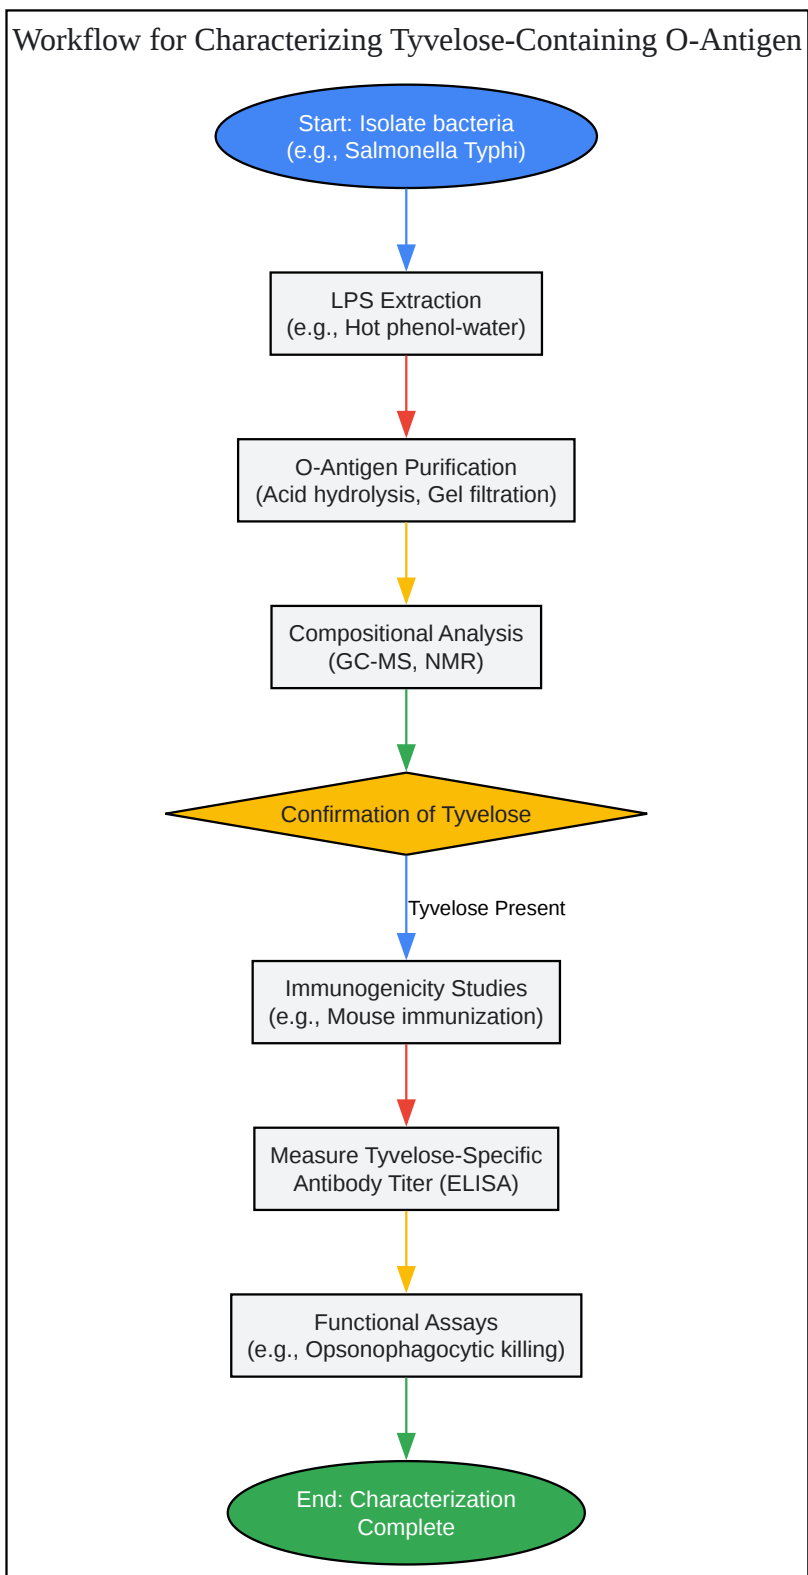 Workflow for Characterizing Tyvelose-Containing O-Antigen
Start: Isolate bacteria
(e.g., Salmonella Typhi)
LPS Extraction
(e.g., Hot phenol-water)
O-Antigen Purification
(Acid hydrolysis, Gel filtration)
Compositional Analysis
(GC-MS, NMR)
Confirmation of Tyvelose
Tyvelose Present
Immunogenicity Studies
(e.g., Mouse immunization)
Measure Tyvelose-Specific
Antibody Titer (ELISA)
Functional Assays
(e.g., Opsonophagocytic killing)
End: Characterization
Complete